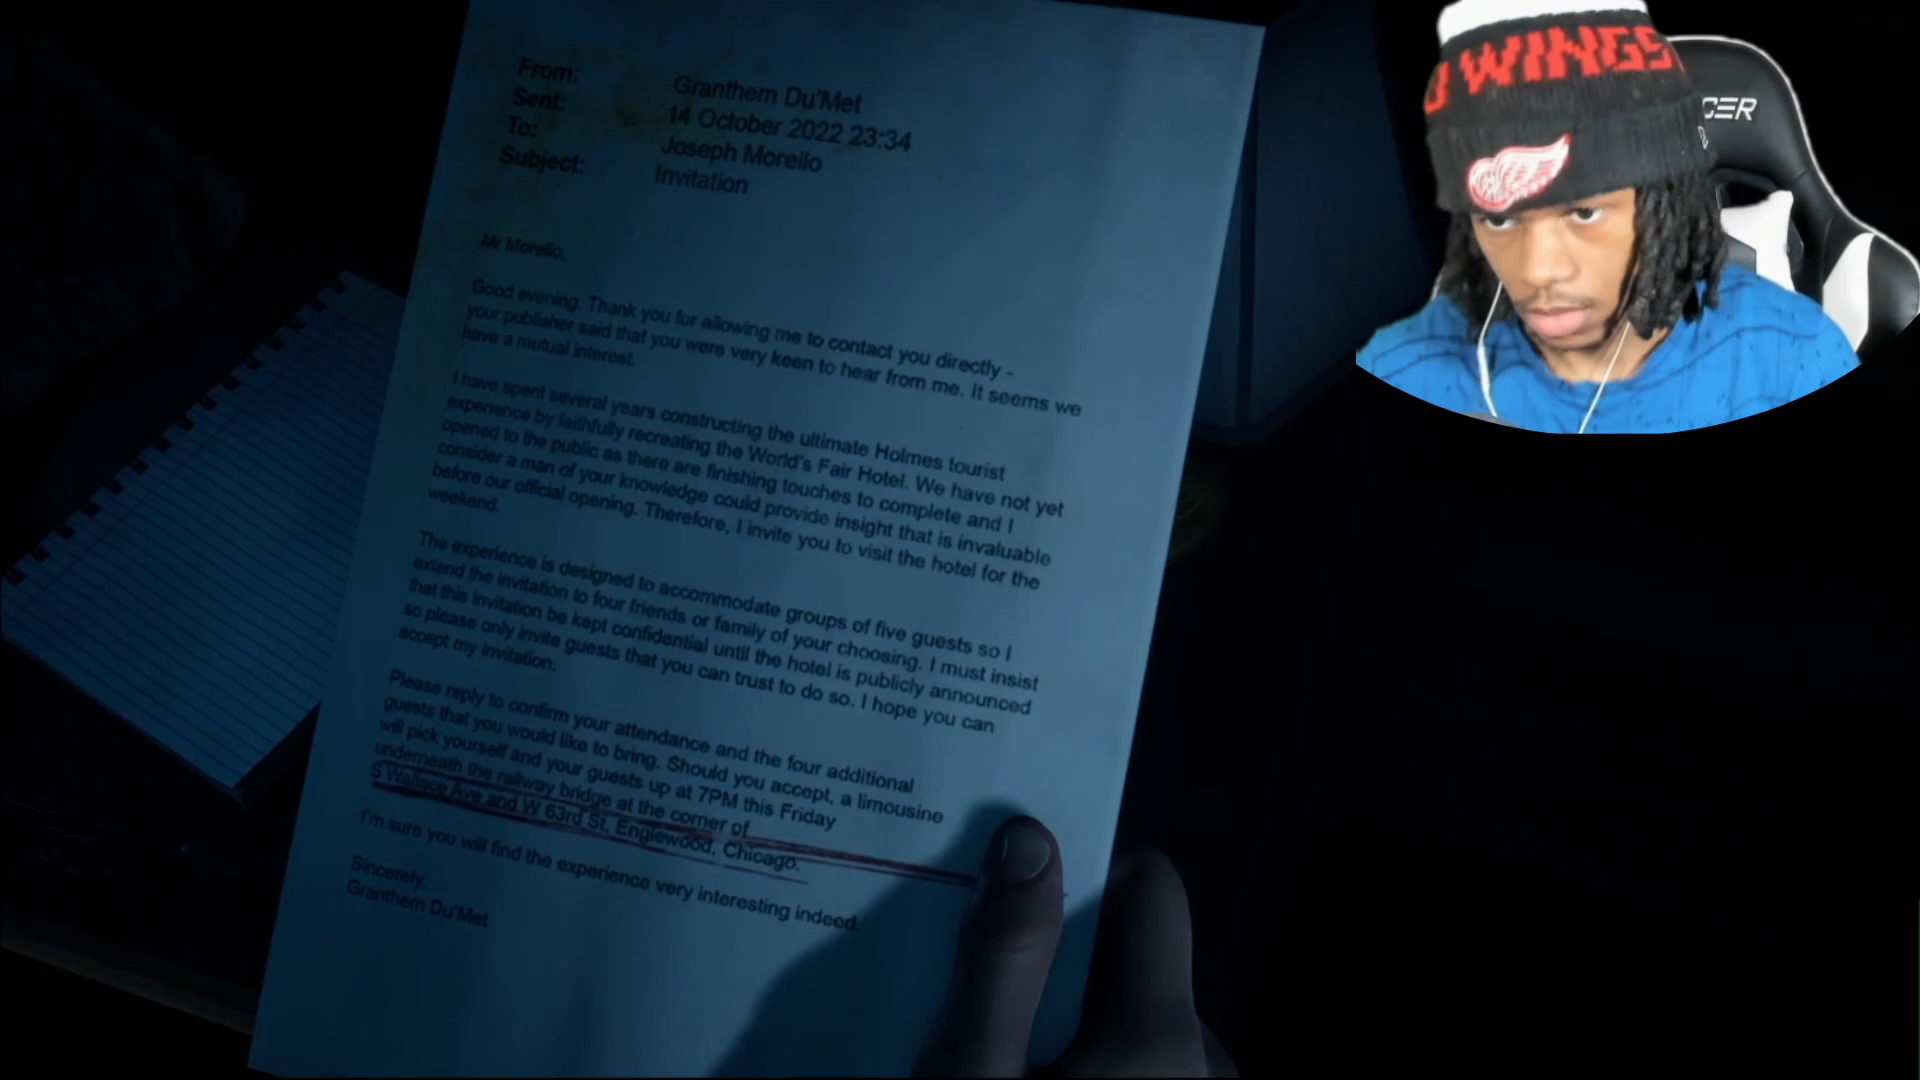 From: Granthem Du'Met
Sent: 14 October 2022 23:34
To: Joseph Morello
Subject: Invitation
Mr Morello,
Good evening. Thank you for allowing me to contact you directly -
your publisher said that you were very keen to hear from me. It seems we
have a mutual interest.
I have spent several years constructing the ultimate Holmes tourist
experience by faithfully recreating the World's Fair Hotel. We have not yet
opened to the public as there are finishing touches to complete and I
consider a man of your knowledge could provide insight that is invaluable
before our official opening. Therefore, I invite you to visit the hotel for the
weekend.
The experience is designed to accommodate groups of five guests so I
extend the invitation to four friends or family of your choosing. I must insist
that this invitation be kept confidential until the hotel is publicly announced
so please only invite guests that you can trust to do so. I hope you can
accept my invitation.
Please reply to confirm your attendance and the four additional
guests that you would like to bring. Should you accept, a limousine
will pick yourself and your guests up at 7PM this Friday
underneath the railway bridge at the corner of
S Wallace Ave and W 63rd St, Englewood, Chicago.
I'm sure you will find the experience very interesting indeed.
Sincerely,
Granthem Du'Met
WINGS
CER